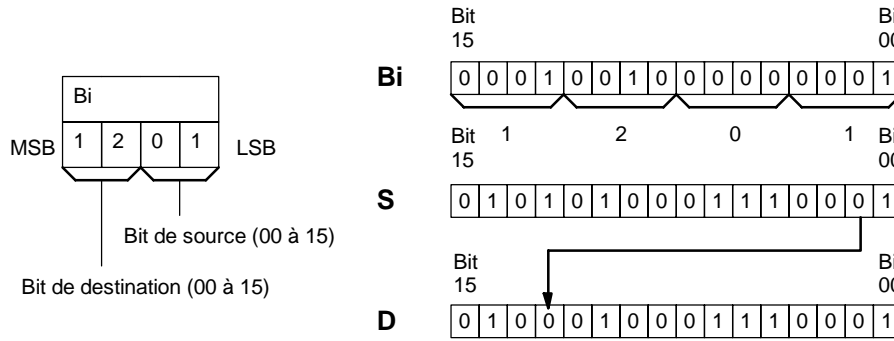 Bi
MSB 1 2 0 1 LSB
Bit de source (00 à 15)
Bit de destination (00 à 15)
Bit Bi
15 00
Bi 0 0 0 1 0 0 1 0 0 0 0 0 0 0 0 1
1 2 0 1
Bit Bi
15 00
S 0 1 0 1 0 1 0 0 0 1 1 1 0 0 0 1
Bit Bi
15 00
D 0 1 0 0 0 1 0 0 0 1 1 1 0 0 0 1